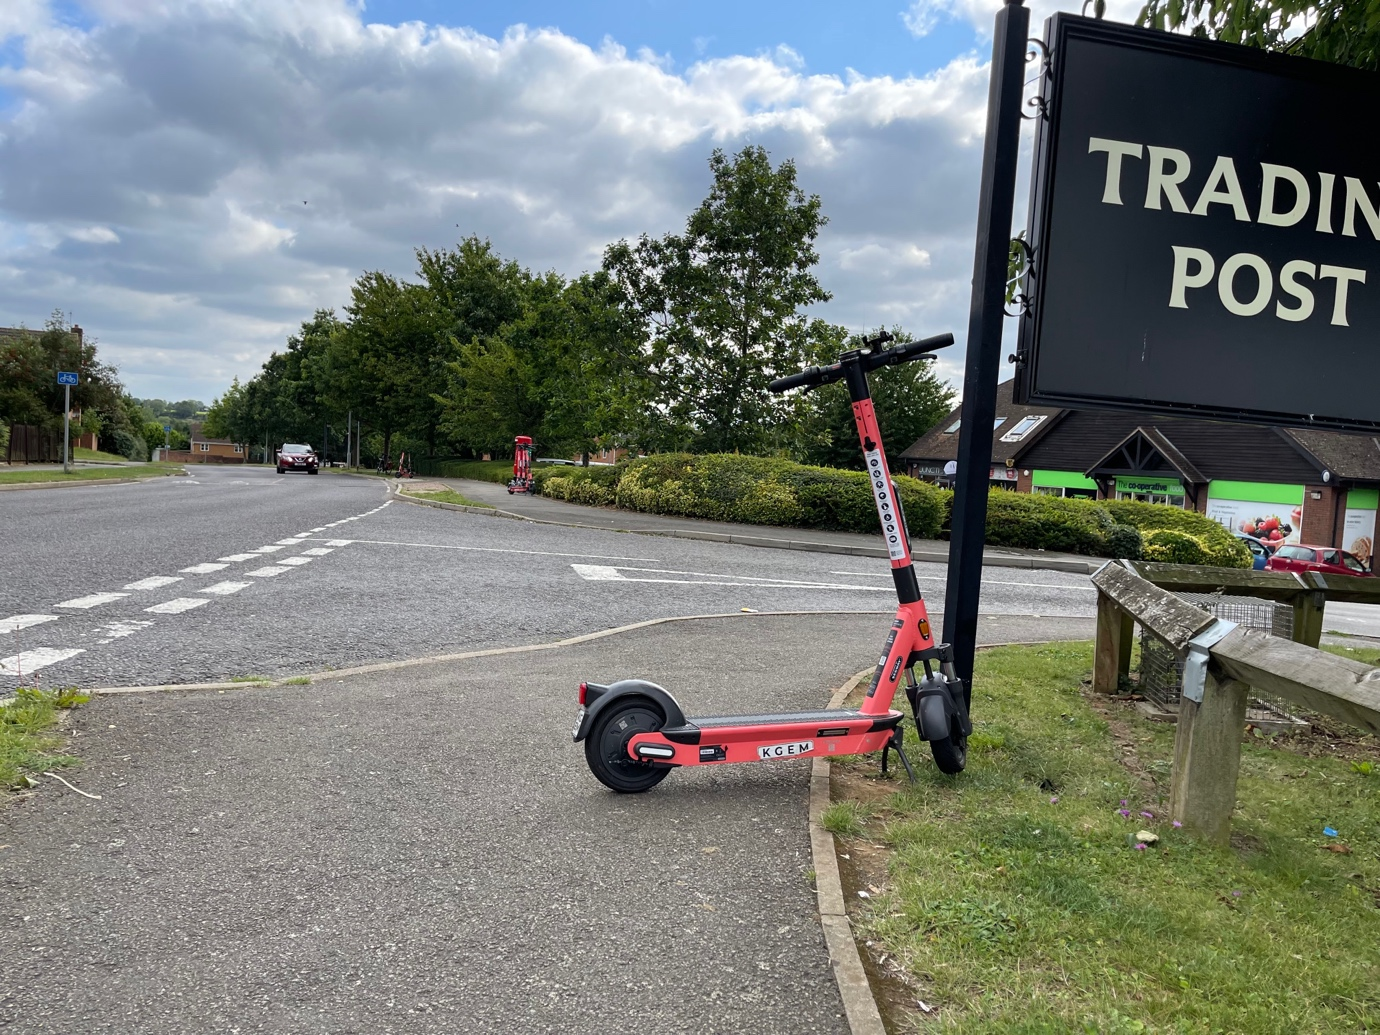 TRADIN
POST
The co-operative
KGEM